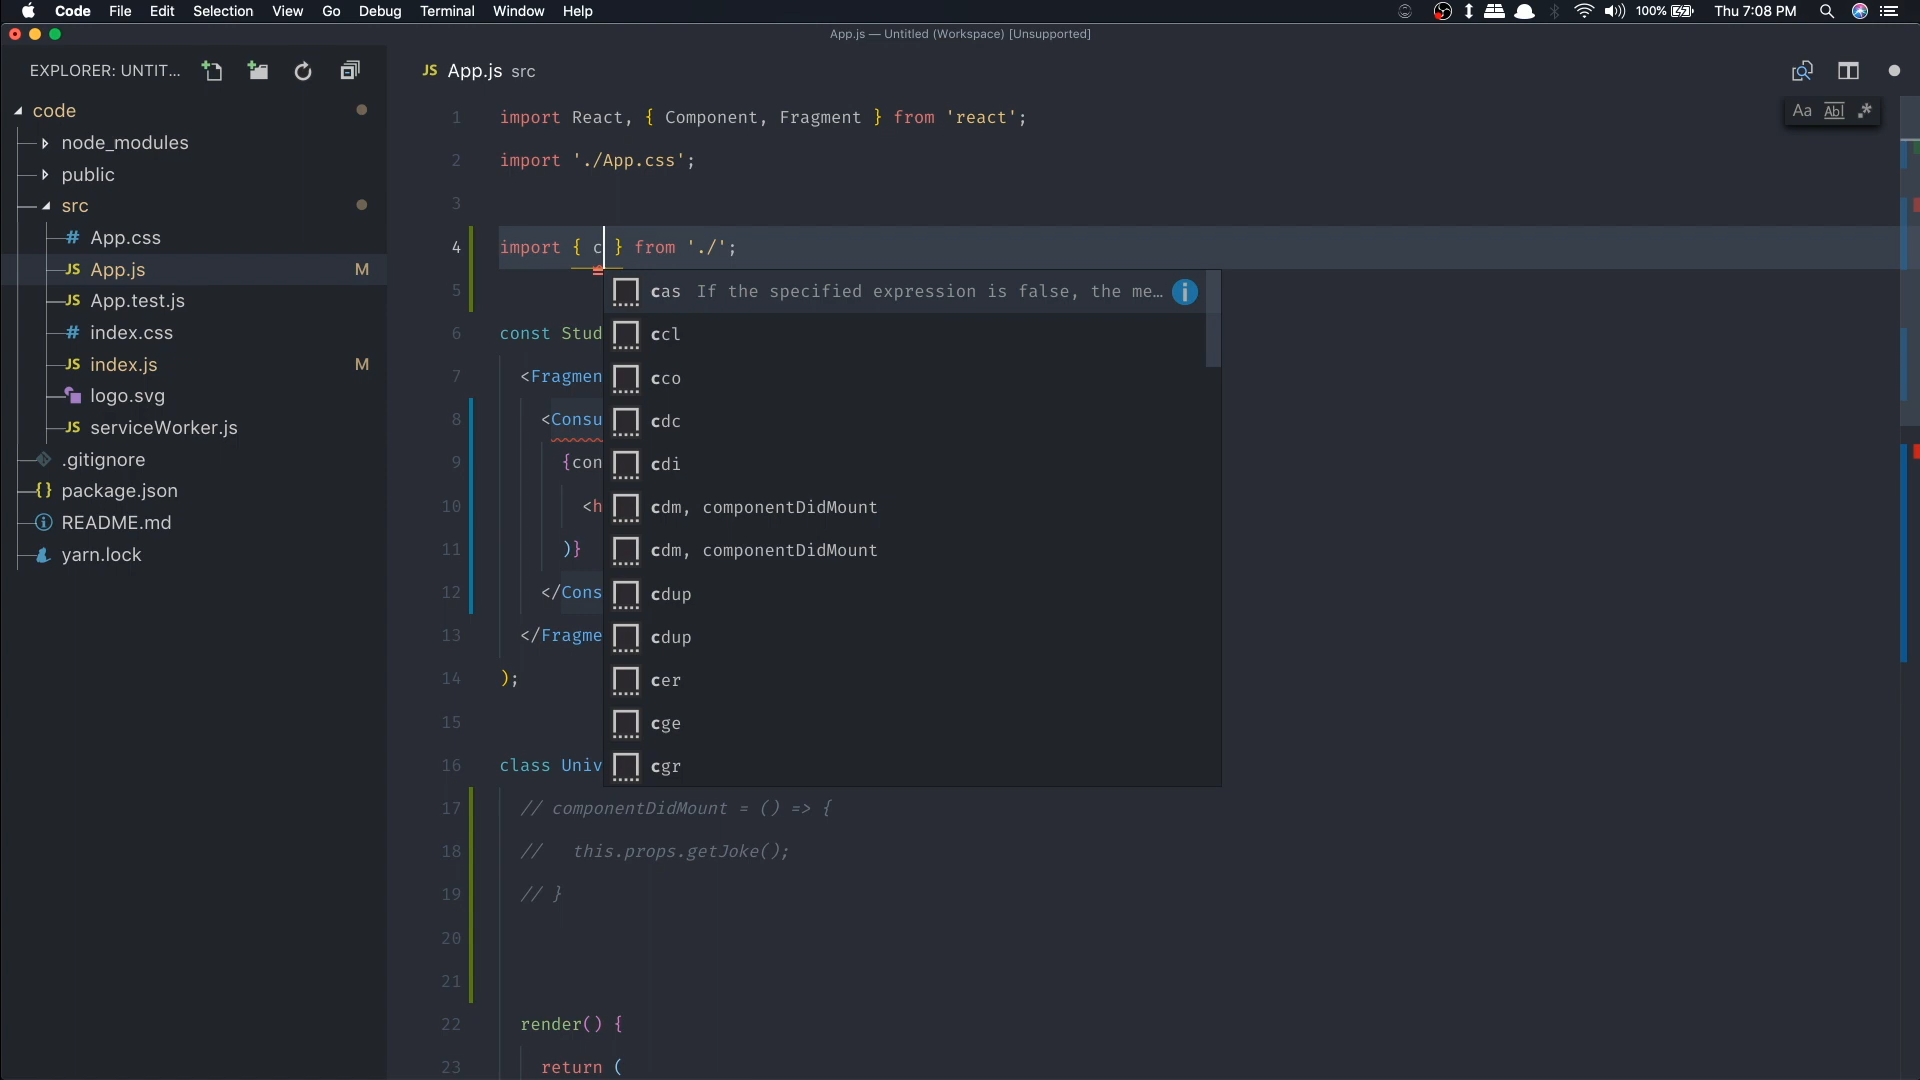 Code File Edit Selection View Go Debug Terminal Window Help 100% Thu 7:08 PM
App.js — Untitled (Workspace) [Unsupported]
EXPLORER: UNTIT...
JS App.js src
Aa Abl .*
code
node_modules
public
src
# App.css
JS App.js M
JS App.test.js
# index.css
JS index.js M
logo.svg
JS serviceWorker.js
.gitignore
{} package.json
README.md
yarn.lock
1 import React, { Component, Fragment } from 'react';
2 import './App.css';
3
4 import { c } from './';
5
6 const Stud
7 <Fragmen
8 <Consu
9 {con
10 <h
11 )}
12 </Cons
13 </Fragme
14 );
15
16 class Univ
17 // componentDidMount = () => {
18 // this.props.getJoke();
19 // }
20
21
22 render() {
23 return (
cas If the specified expression is false, the me...
ccl
cco
cdc
cdi
cdm, componentDidMount
cdm, componentDidMount
cdup
cdup
cer
cge
cgr